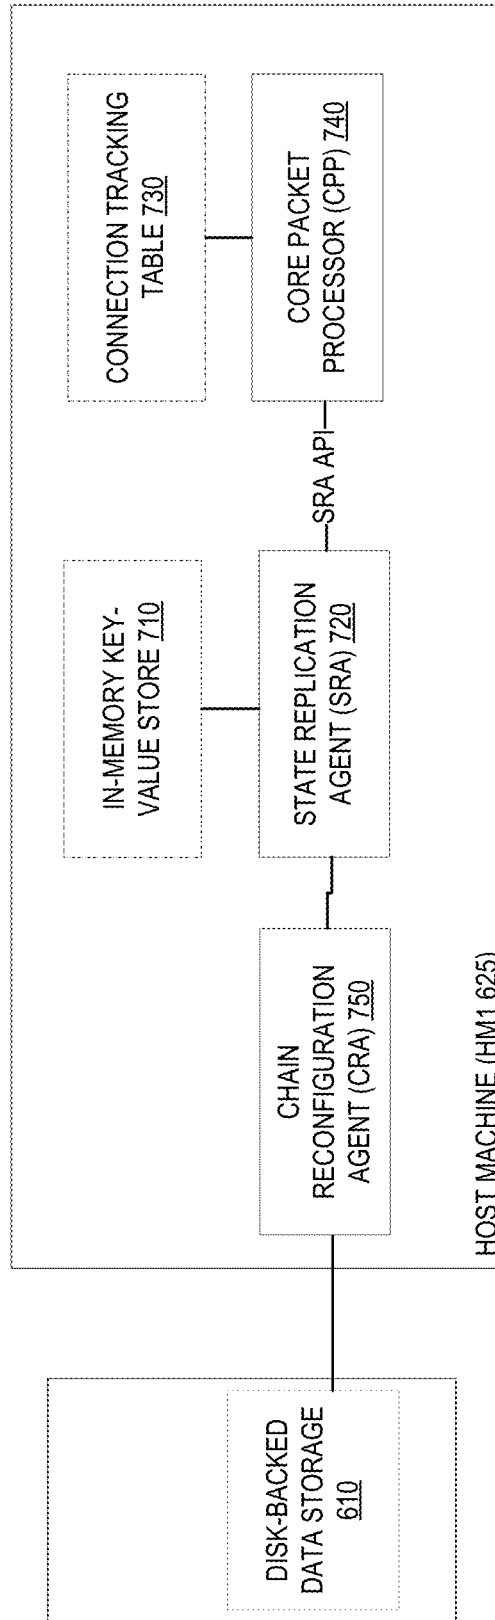 CONNECTION TRACKING
TABLE 730
CORE PACKET
PROCESSOR (CPP) 740
SRA API
IN-MEMORY KEY-
VALUE STORE 710
STATE REPLICATION
AGENT (SRA) 720
CHAIN
RECONFIGURATION
AGENT (CRA) 750
HOST MACHINE (HM1 625)
DISK-BACKED
DATA STORAGE
610